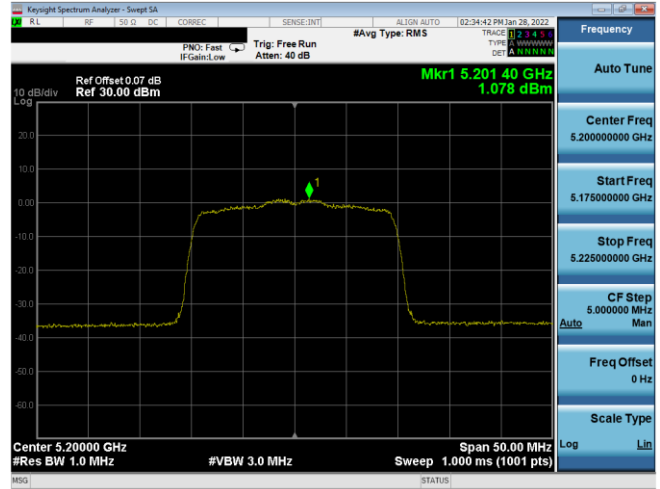 Keysight Spectrum Analyzer - Swept SA
RL RF 50 Ω DC CORREC SENSE:INT ALIGN AUTO 02:34:42 PM Jan 28, 2022
#Avg Type: RMS TRACE 1 2 3 4 5 6
PNO: Fast Trig: Free Run TYPE A WWWWW
IFGain:Low Atten: 40 dB DET A N N N N N
Mkr1 5.201 40 GHz
1.078 dBm
Ref Offset 0.07 dB
10 dB/div Ref 30.00 dBm
Log
20.0
10.0
0.00
-10.0
-20.0
-30.0
-40.0
-50.0
-60.0
1
Center 5.20000 GHz Span 50.00 MHz
#Res BW 1.0 MHz #VBW 3.0 MHz Sweep 1.000 ms (1001 pts)
MSG STATUS
Frequency
Auto Tune
Center Freq
5.200000000 GHz
Start Freq
5.175000000 GHz
Stop Freq
5.225000000 GHz
CF Step
5.000000 MHz
Auto Man
Freq Offset
0 Hz
Scale Type
Log Lin